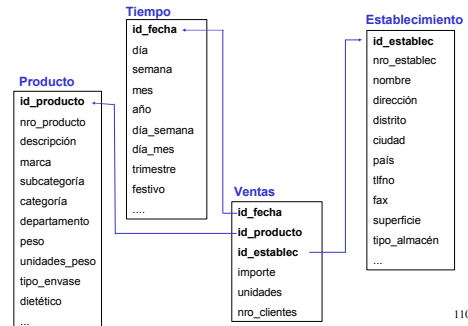 Tiempo
id_fecha
día
semana
mes
año
día_semana
día_mes
trimestre
festivo
....
Establecimiento
id_establec
nro_establec
nombre
dirección
distrito
ciudad
país
tlfno
fax
superficie
tipo_almacén
...
Producto
id_producto
nro_producto
descripción
marca
subcategoría
categoría
departamento
peso
unidades_peso
tipo_envase
dietético
...
Ventas
id_fecha
id_producto
id_establec
importe
unidades
nro_clientes
110